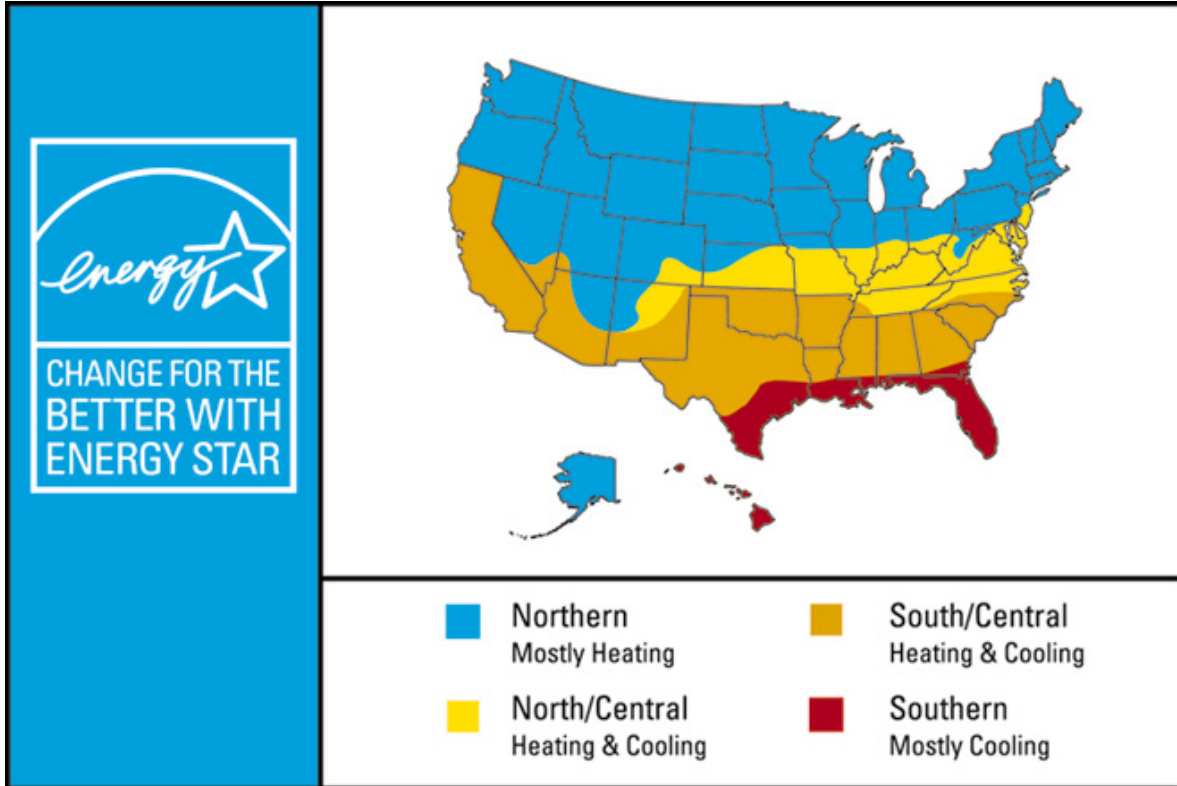 energy
CHANGE FOR THE
BETTER WITH
ENERGY STAR
Northern
Mostly Heating
North/Central
Heating & Cooling
South/Central
Heating & Cooling
Southern
Mostly Cooling